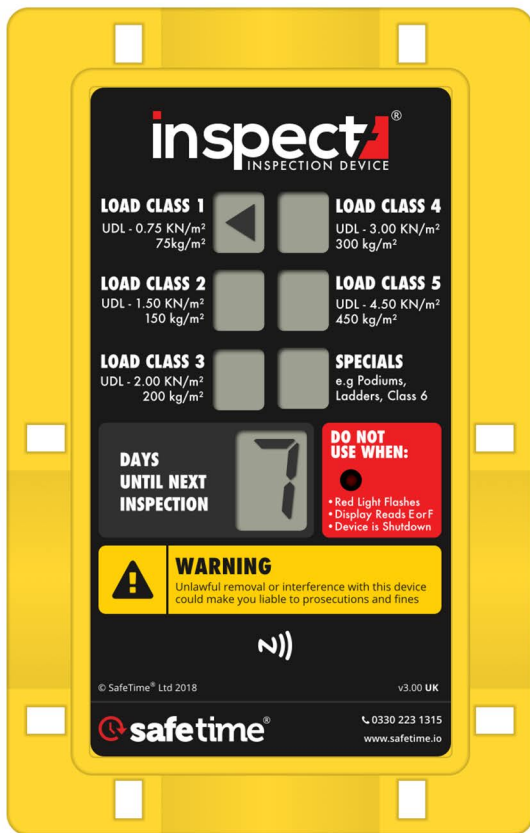 inspecta®
INSPECTION DEVICE
LOAD CLASS 1
UDL - 0.75 KN/m²
75kg/m²
LOAD CLASS 4
UDL - 3.00 KN/m²
300 kg/m²
LOAD CLASS 2
UDL - 1.50 KN/m²
150 kg/m²
LOAD CLASS 5
UDL - 4.50 KN/m²
450 kg/m²
LOAD CLASS 3
UDL - 2.00 KN/m²
200 kg/m²
SPECIALS
e.g Podiums,
Ladders, Class 6
DAYS
UNTIL NEXT
INSPECTION
7
DO NOT
USE WHEN:
•Red Light Flashes
•Display Reads E or F
•Device is Shutdown
WARNING
Unlawful removal or interference with this device
could make you liable to prosecutions and fines
© SafeTime® Ltd 2018
v3.00 UK
safetime®
0330 223 1315
www.safetime.io